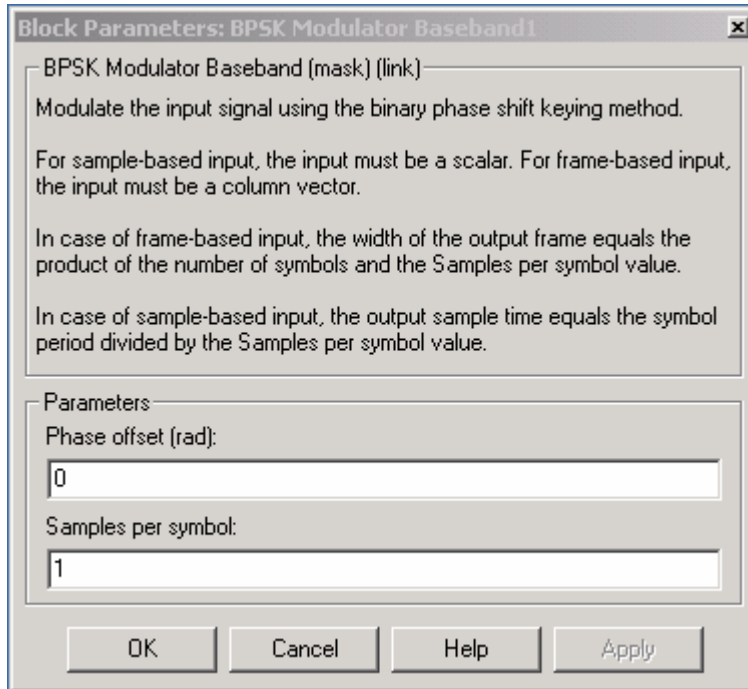 Block Parameters: BPSK Modulator Baseband1
BPSK Modulator Baseband (mask) (link)
Modulate the input signal using the binary phase shift keying method.
For sample-based input, the input must be a scalar. For frame-based input,
the input must be a column vector.
In case of frame-based input, the width of the output frame equals the
product of the number of symbols and the Samples per symbol value.
In case of sample-based input, the output sample time equals the symbol
period divided by the Samples per symbol value.
Parameters
Phase offset (rad):
0
Samples per symbol:
1
OK Cancel Help Apply